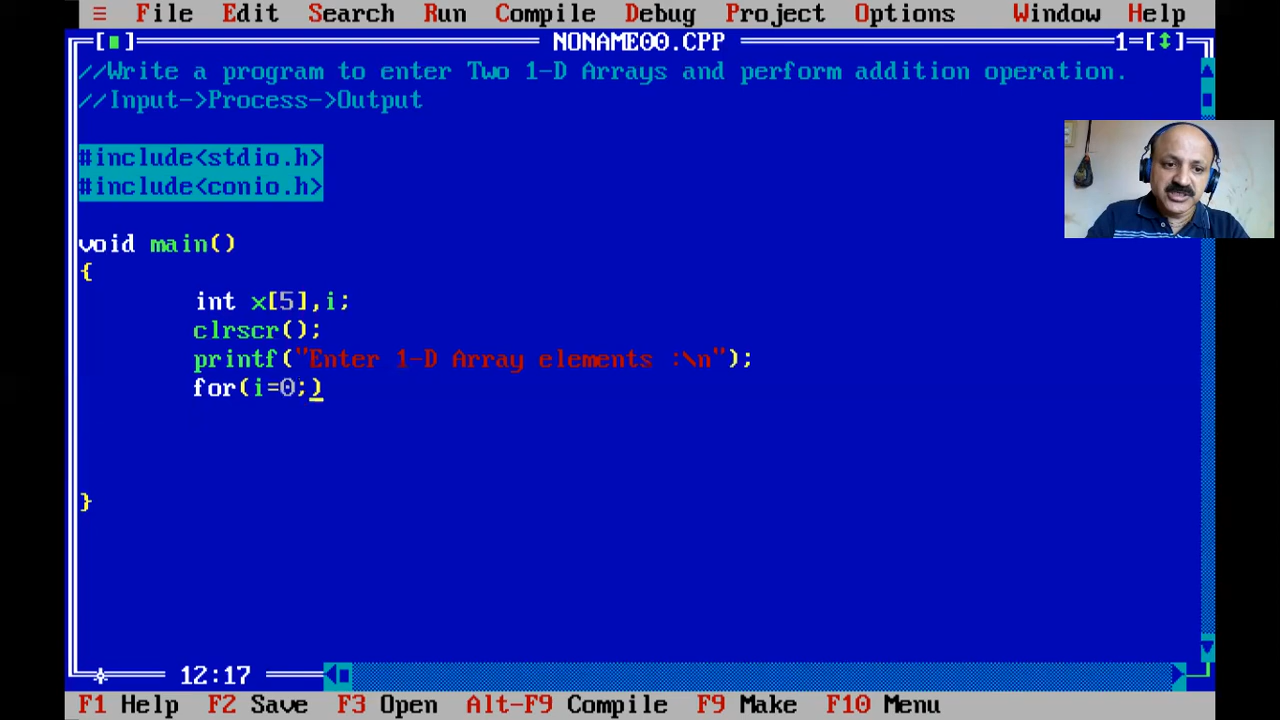 ≡ File Edit Search Run Compile Debug Project Options Window Help
[■] NONAME00.CPP 1=[↕]
//Write a program to enter Two 1-D Arrays and perform addition operation.
//Input->Process->Output
#include<stdio.h>
#include<conio.h>
void main()
{
int x[5],i;
clrscr();
printf("Enter 1-D Array elements :\n");
for(i=0;)
}
12:17
F1 Help F2 Save F3 Open Alt-F9 Compile F9 Make F10 Menu